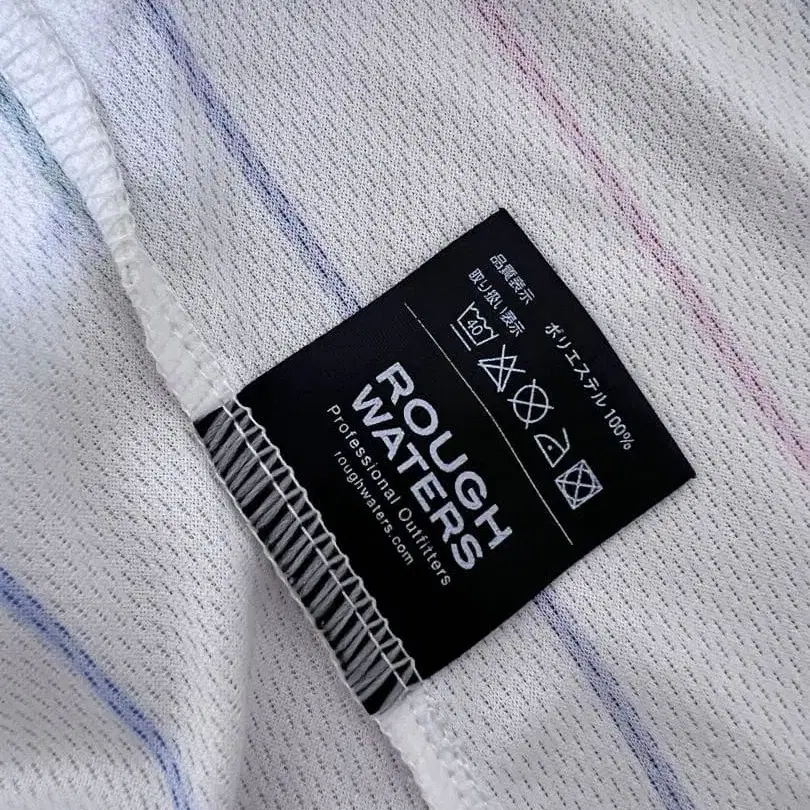 品質表示
取り扱い表示
ポリエステル 100%
40
ROUGH
WATERS
Professional Outfitters
roughwaters.com